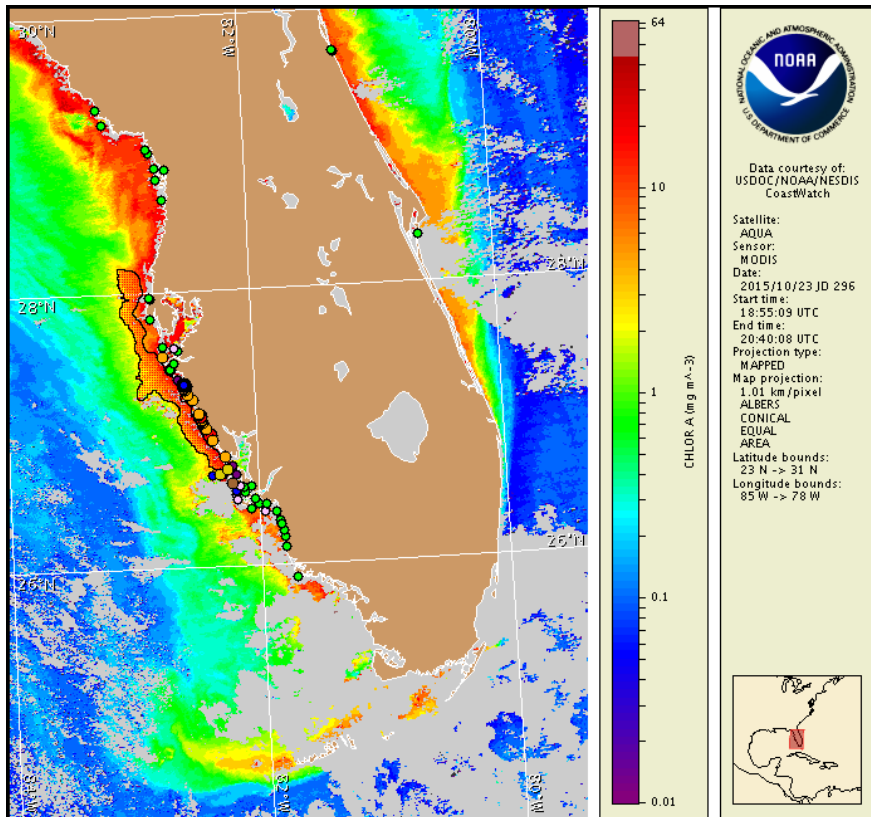 30°N
82°W
80°W
28°N
28°N
26°N
26°N
84°W
82°W
80°W
64
10
1
0.1
0.01
CHLOR A (mg m^-3)
NATIONAL OCEANIC AND ATMOSPHERIC ADMINISTRATION
NOAA
U.S. DEPARTMENT OF COMMERCE
Data courtesy of:
USDOC/NOAA/NESDIS
CoastWatch
Satellite:
AQUA
Sensor:
MODIS
Date:
2015/10/23 JD 296
Start time:
18:55:09 UTC
End time:
20:40:08 UTC
Projection type:
MAPPED
Map projection:
1.01 km/pixel
ALBERS
CONICAL
EQUAL
AREA
Latitude bounds:
23 N -> 31 N
Longitude bounds:
85 W -> 78 W